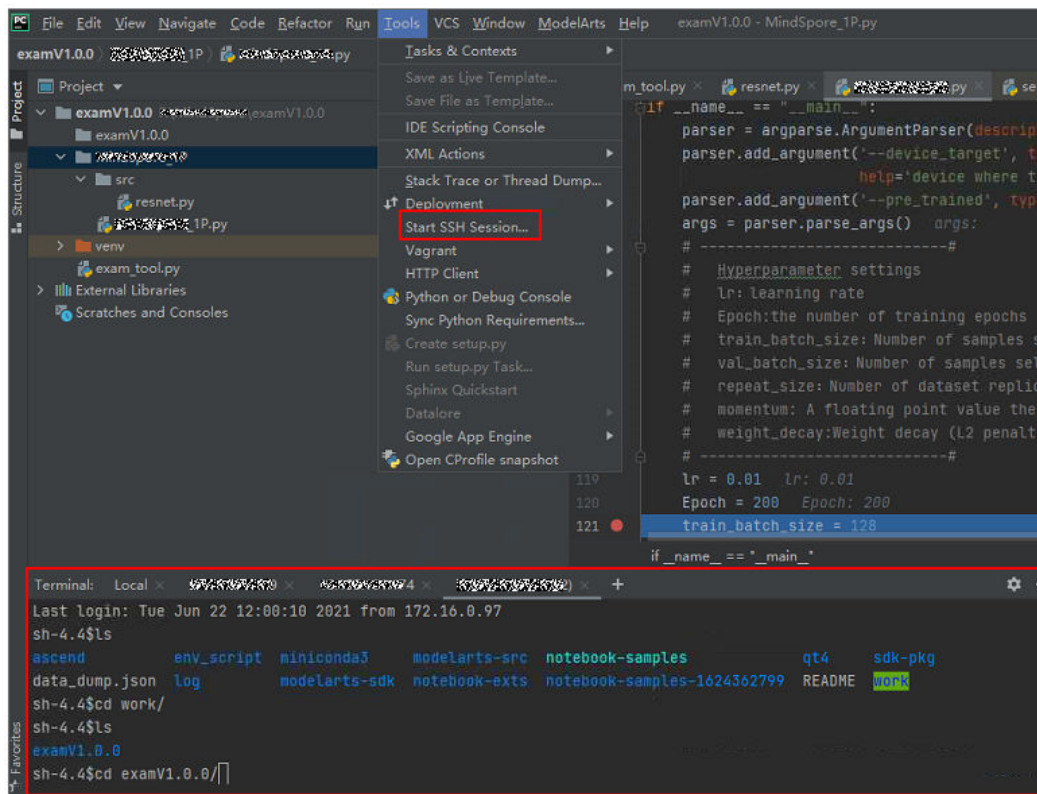 File Edit View Navigate Code Refactor Run Tools VCS Window ModelArts Help examV1.0.0 - MindSpore_1P.py
examV1.0.0 _1P .py
Project
Project
Structure
Favorites
examV1.0.0 examV1.0.0
examV1.0.0
src
resnet.py
_1P.py
venv
exam_tool.py
External Libraries
Scratches and Consoles
Tasks & Contexts
Save as Live Template...
Save File as Template...
IDE Scripting Console
XML Actions
Stack Trace or Thread Dump...
Deployment
Start SSH Session...
Vagrant
HTTP Client
Python or Debug Console
Sync Python Requirements...
Create setup.py
Run setup.py Task...
Sphinx Quickstart
Datalore
Google App Engine
Open CProfile snapshot
m_tool.py resnet.py .py se
if __name__ == "__main__":
parser = argparse.ArgumentParser(descrip
parser.add_argument('--device_target', t
help='device where t
parser.add_argument('--pre_trained', typ
args = parser.parse_args() args:
# ---------------------------#
# Hyperparameter settings
# lr: learning rate
# Epoch:the number of training epochs
# train_batch_size: Number of samples s
# val_batch_size: Number of samples sel
# repeat_size: Number of dataset replic
# momentum: A floating point value the
# weight_decay:Weight decay (L2 penalt
# ---------------------------#
119 lr = 0.01 lr: 0.01
120 Epoch = 200 Epoch: 200
121 train_batch_size = 128
if __name__ == "__main__"
Terminal: Local 9 74 2) +
Last login: Tue Jun 22 12:00:10 2021 from 172.16.0.97
sh-4.4$ls
ascend env_script miniconda3 modelarts-src notebook-samples qt4 sdk-pkg
data_dump.json log modelarts-sdk notebook-exts notebook-samples-1624362799 README work
sh-4.4$cd work/
sh-4.4$ls
examV1.0.0
sh-4.4$cd examV1.0.0/